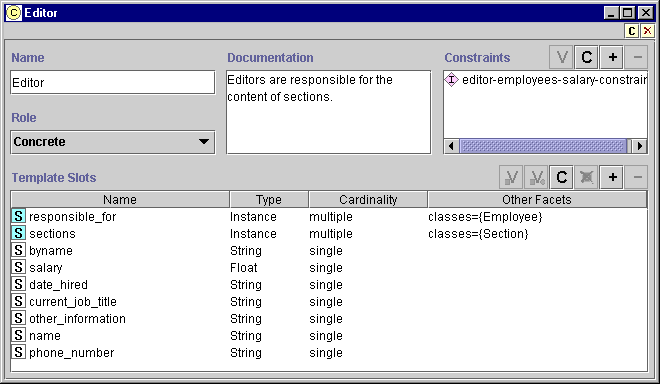 C Editor
C
Name
Documentation
Constraints
V C + −
Editor
Editors are responsible for the
content of sections.
I editor-employees-salary-constrain
Role
Concrete
Template Slots
V V C + −
Name Type Cardinality Other Facets
S responsible_for Instance multiple classes={Employee}
S sections Instance multiple classes={Section}
S byname String single
S salary Float single
S date_hired String single
S current_job_title String single
S other_information String single
S name String single
S phone_number String single